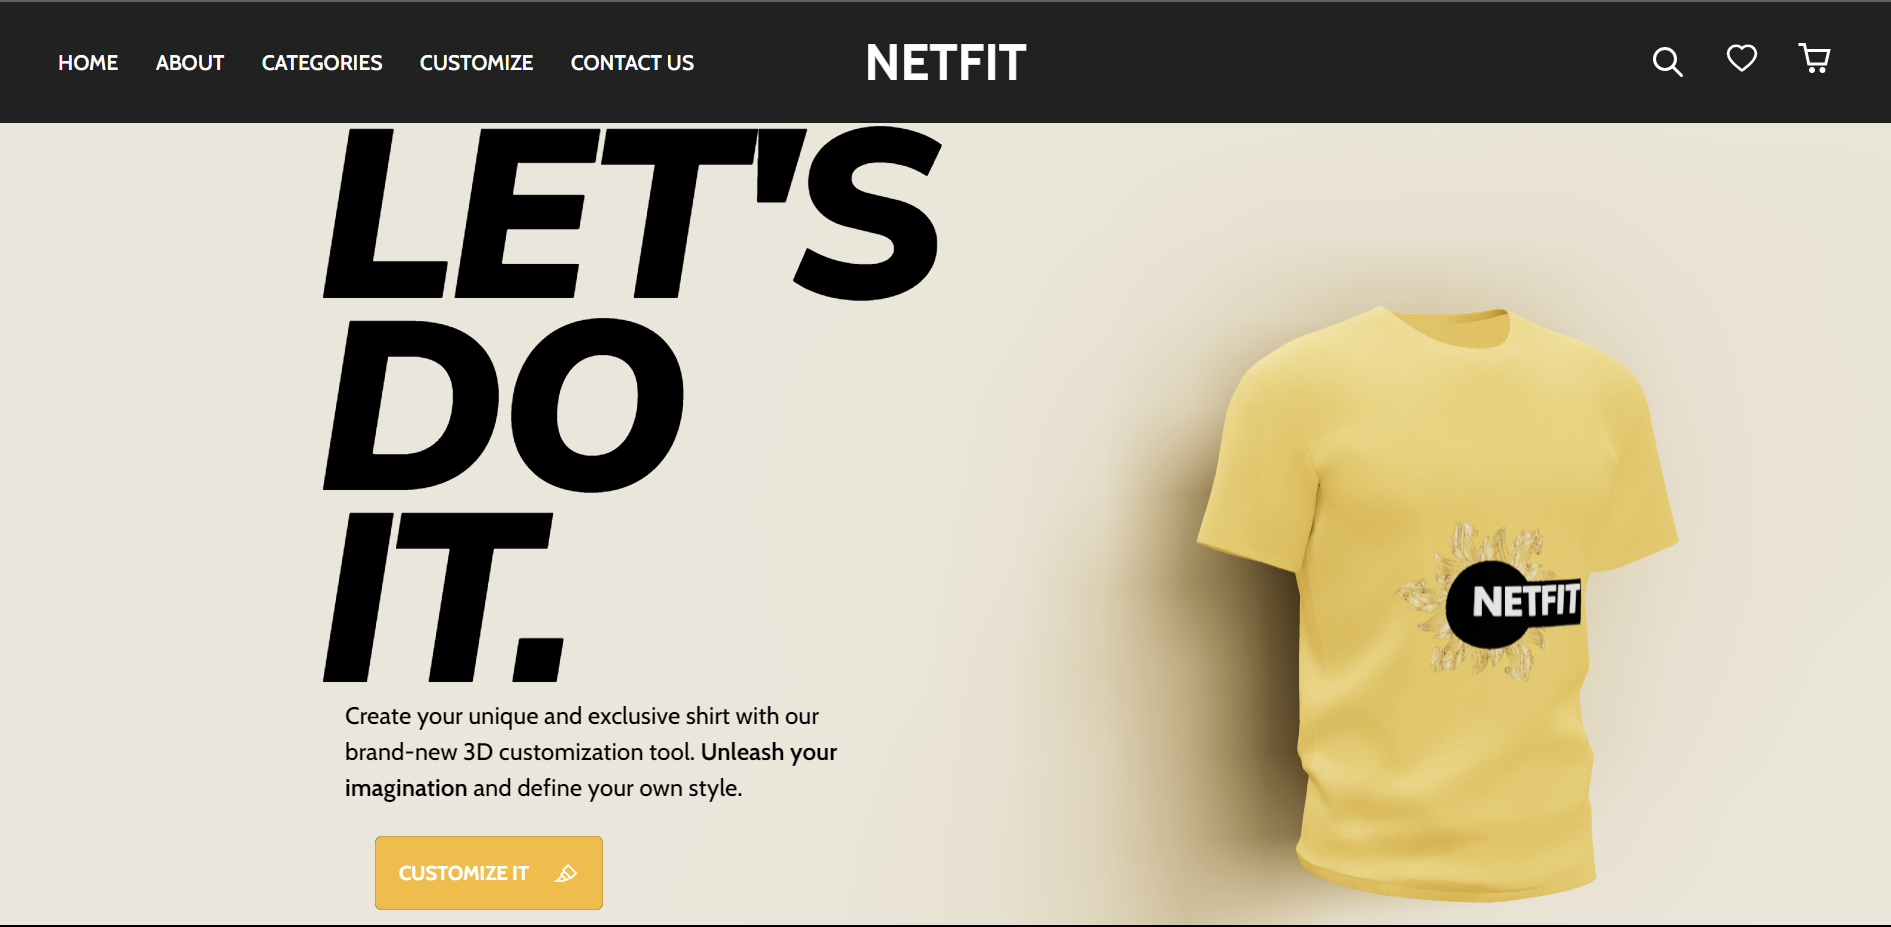 HOME ABOUT CATEGORIES CUSTOMIZE CONTACT US NETFIT
LET'S
DO
IT.
Create your unique and exclusive shirt with our
brand-new 3D customization tool. Unleash your
imagination and define your own style.
CUSTOMIZE IT
NETFIT